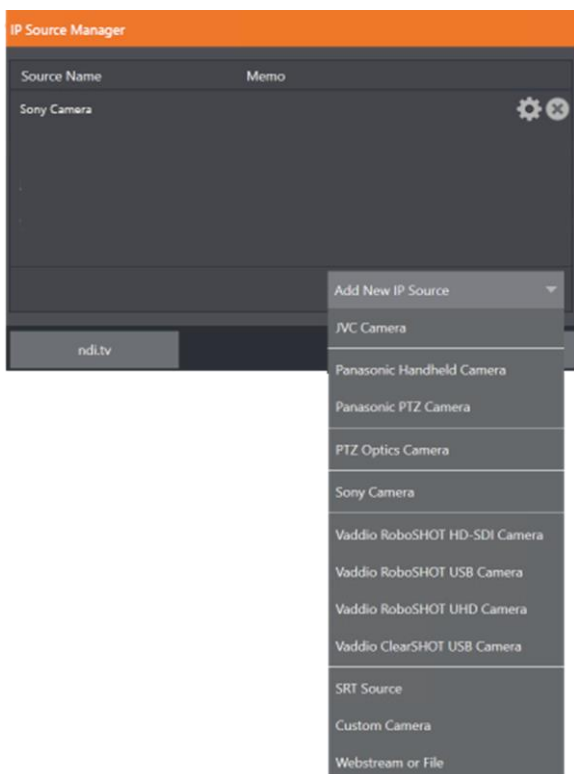 IP Source Manager
Source Name Memo
Sony Camera
Add New IP Source
JVC Camera
ndi.tv
Panasonic Handheld Camera
Panasonic PTZ Camera
PTZ Optics Camera
Sony Camera
Vaddio RoboSHOT HD-SDI Camera
Vaddio RoboSHOT USB Camera
Vaddio RoboSHOT UHD Camera
Vaddio ClearSHOT USB Camera
SRT Source
Custom Camera
Webstream or File